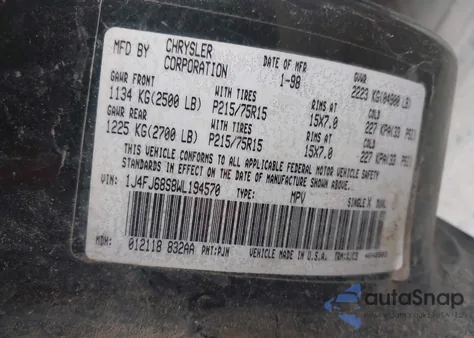 MFD BY CHRYSLER CORPORATION DATE OF MFR 1-98 GVWR 2223 KG(04900 LB)
GAWR FRONT WITH TIRES RIMS AT COLD
1134 KG(2500 LB) P215/75R15 15X7.0 227 KPA(33 PSI)
GAWR REAR WITH TIRES RIMS AT COLD
1225 KG(2700 LB) P215/75R15 15X7.0 227 KPA(33 PSI)
THIS VEHICLE CONFORMS TO ALL APPLICABLE FEDERAL MOTOR VEHICLE SAFETY
STANDARDS IN EFFECT ON THE DATE OF MANUFACTURE SHOWN ABOVE.
VIN: 1J4FJ68S8WL194570 TYPE: MPV SINGLE X DUAL
MDH: 012118 832AA PNT:PJN VEHICLE MADE IN U.S.A.
autoSnap